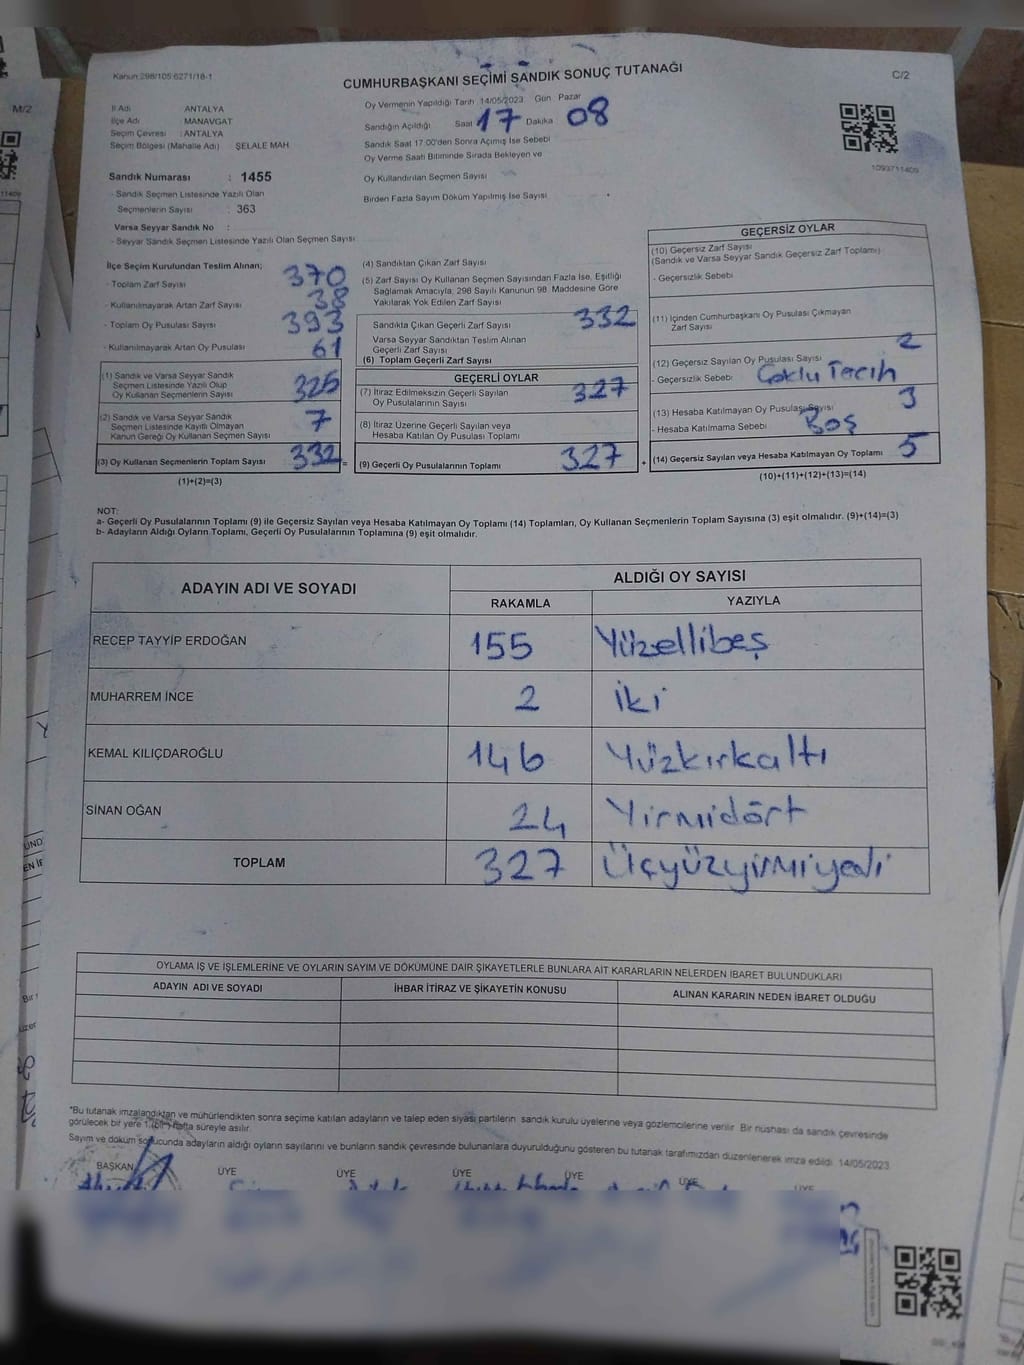 Kanun 298/105 6271/18-1
CUMHURBAŞKANI SEÇİMİ SANDIK SONUÇ TUTANAĞI
C/2
M/2
İl Adı ANTALYA
İlçe Adı MANAVGAT
Seçim Çevresi : ANTALYA
Seçim Bölgesi (Mahalle Adı) ŞELALE MAH
Oy Vermenin Yapıldığı Tarih 14/05/2023 Gün Pazar
Sandığın Açıldığı Saat 17 Dakika 08
Sandık Saat 17:00'den Sonra Açılmış İse Sebebi
Oy Verme Saati Bitiminde Sırada Bekleyen ve
Oy Kullandırılan Seçmen Sayısı
Birden Fazla Sayım Döküm Yapılmış İse Sayısı
1093711409
Sandık Numarası : 1455
- Sandık Seçmen Listesinde Yazılı Olan
Seçmenlerin Sayısı : 363
Varsa Seyyar Sandık No :
- Seyyar Sandık Seçmen Listesinde Yazılı Olan Seçmen Sayısı
İlçe Seçim Kurulundan Teslim Alınan;
- Toplam Zarf Sayısı 370
- Kullanılmayarak Artan Zarf Sayısı 38
- Toplam Oy Pusulası Sayısı 393
- Kullanılmayarak Artan Oy Pusulası 61
(1) Sandık ve Varsa Seyyar Sandık
Seçmen Listesinde Yazılı Olup
Oy Kullanan Seçmenlerin Sayısı 325
(2) Sandık ve Varsa Seyyar Sandık
Seçmen Listesinde Kayıtlı Olmayan
Kanun Gereği Oy Kullanan Seçmen Sayısı 7
(3) Oy Kullanan Seçmenlerin Toplam Sayısı 332
(1)+(2)=(3)
(4) Sandıktan Çıkan Zarf Sayısı
(5) Zarf Sayısı Oy Kullanan Seçmen Sayısından Fazla İse, Eşitliği
Sağlamak Amacıyla, 298 Sayılı Kanunun 98. Maddesine Göre
Yakılarak Yok Edilen Zarf Sayısı
Sandıkta Çıkan Geçerli Zarf Sayısı 332
Varsa Seyyar Sandıktan Teslim Alınan
Geçerli Zarf Sayısı
(6) Toplam Geçerli Zarf Sayısı
GEÇERLİ OYLAR
(7) İtiraz Edilmeksizin Geçerli Sayılan
Oy Pusulalarının Sayısı 327
(8) İtiraz Üzerine Geçerli Sayılan veya
Hesaba Katılan Oy Pusulası Toplamı
= (9) Geçerli Oy Pusulalarının Toplamı 327 +
GEÇERSİZ OYLAR
(10) Geçersiz Zarf Sayısı
(Sandık ve Varsa Seyyar Sandık Geçersiz Zarf Toplamı)
- Geçersizlik Sebebi
(11) İçinden Cumhurbaşkanı Oy Pusulası Çıkmayan
Zarf Sayısı
(12) Geçersiz Sayılan Oy Pusulası Sayısı 2
- Geçersizlik Sebebi Çoklu Tercih
(13) Hesaba Katılmayan Oy Pusulası Sayısı 3
- Hesaba Katılmama Sebebi Boş
(14) Geçersiz Sayılan veya Hesaba Katılmayan Oy Toplamı 5
(10)+(11)+(12)+(13)=(14)
NOT:
a- Geçerli Oy Pusulalarının Toplamı (9) ile Geçersiz Sayılan veya Hesaba Katılmayan Oy Toplamı (14) Toplamları, Oy Kullanan Seçmenlerin Toplam Sayısına (3) eşit olmalıdır. (9)+(14)=(3)
b- Adayların Aldığı Oyların Toplamı, Geçerli Oy Pusulalarının Toplamına (9) eşit olmalıdır.
ADAYIN ADI VE SOYADI ALDIĞI OY SAYISI
RAKAMLA YAZIYLA
RECEP TAYYİP ERDOĞAN 155 Yüzellibeş
MUHARREM İNCE 2 İki
KEMAL KILIÇDAROĞLU 146 Yüzkırkaltı
SİNAN OĞAN 24 Yirmidört
TOPLAM 327 Üçyüzyirmiyedi
OYLAMA İŞ VE İŞLEMLERİNE VE OYLARIN SAYIM VE DÖKÜMÜNE DAİR ŞİKAYETLERLE BUNLARA AİT KARARLARIN NELERDEN İBARET BULUNDUKLARI
ADAYIN ADI VE SOYADI İHBAR İTİRAZ VE ŞİKAYETİN KONUSU ALINAN KARARIN NEDEN İBARET OLDUĞU
*Bu tutanak imzalandıktan ve mühürlendikten sonra seçime katılan adayların ve talep eden siyasi partilerin sandık kurulu üyelerine veya gözlemcilerine verilir. Bir nüshası da sandık çevresinde
görülecek bir yere 1 (bir) hafta süreyle asılır.
Sayım ve döküm sonucunda adayların aldığı oyların sayılarını ve bunların sandık çevresinde bulunanlara duyurulduğunu gösteren bu tutanak tarafımızdan düzenlenerek imza edildi. 14/05/2023
BAŞKAN ÜYE ÜYE ÜYE ÜYE ÜYE ÜYE